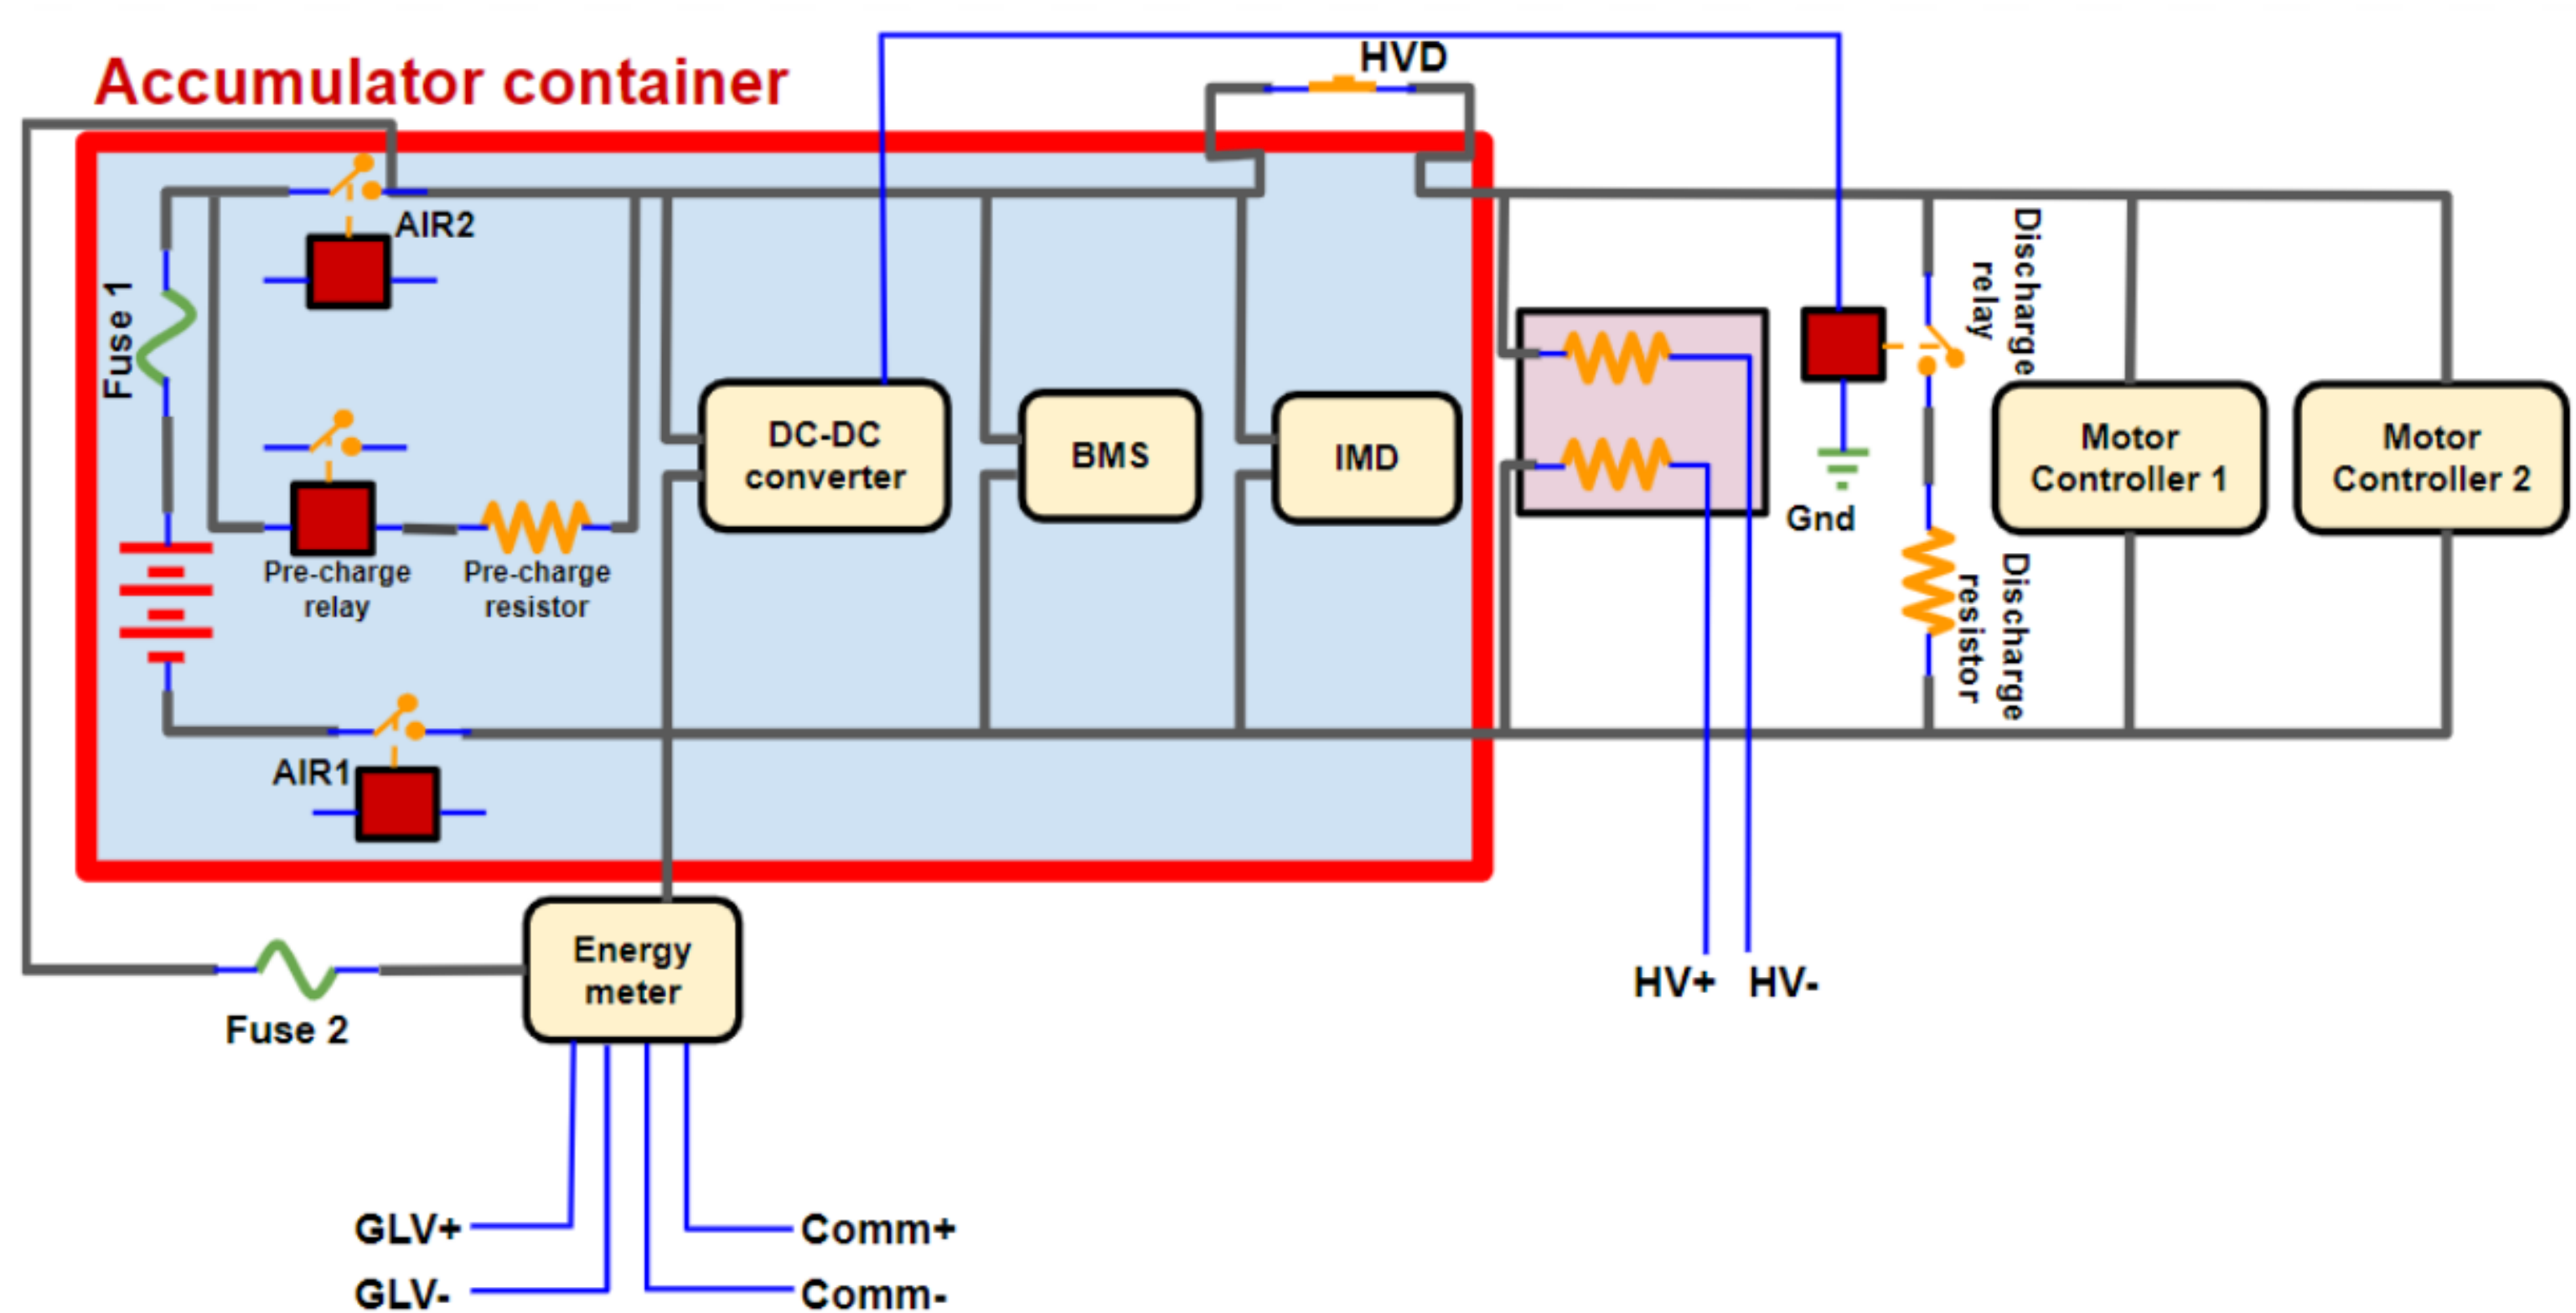 Accumulator container
HVD
AIR2
Fuse 1
Pre-charge
relay
Pre-charge
resistor
DC-DC
converter
BMS
IMD
AIR1
Discharge
relay
Gnd
Discharge
resistor
Motor
Controller 1
Motor
Controller 2
Energy
meter
Fuse 2
HV+ HV-
GLV+
GLV-
Comm+
Comm-